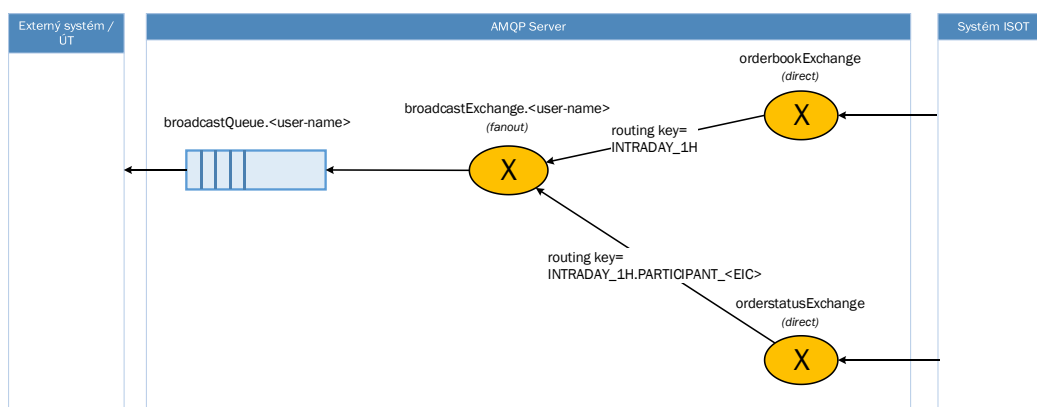 Externý systém /
ÚT
AMQP Server
Systém ISOT
orderbookExchange
(direct)
X
broadcastExchange.<user-name>
(fanout)
X
broadcastQueue.<user-name>
routing key=
INTRADAY_1H
routing key=
INTRADAY_1H.PARTICIPANT_<EIC>
orderstatusExchange
(direct)
X